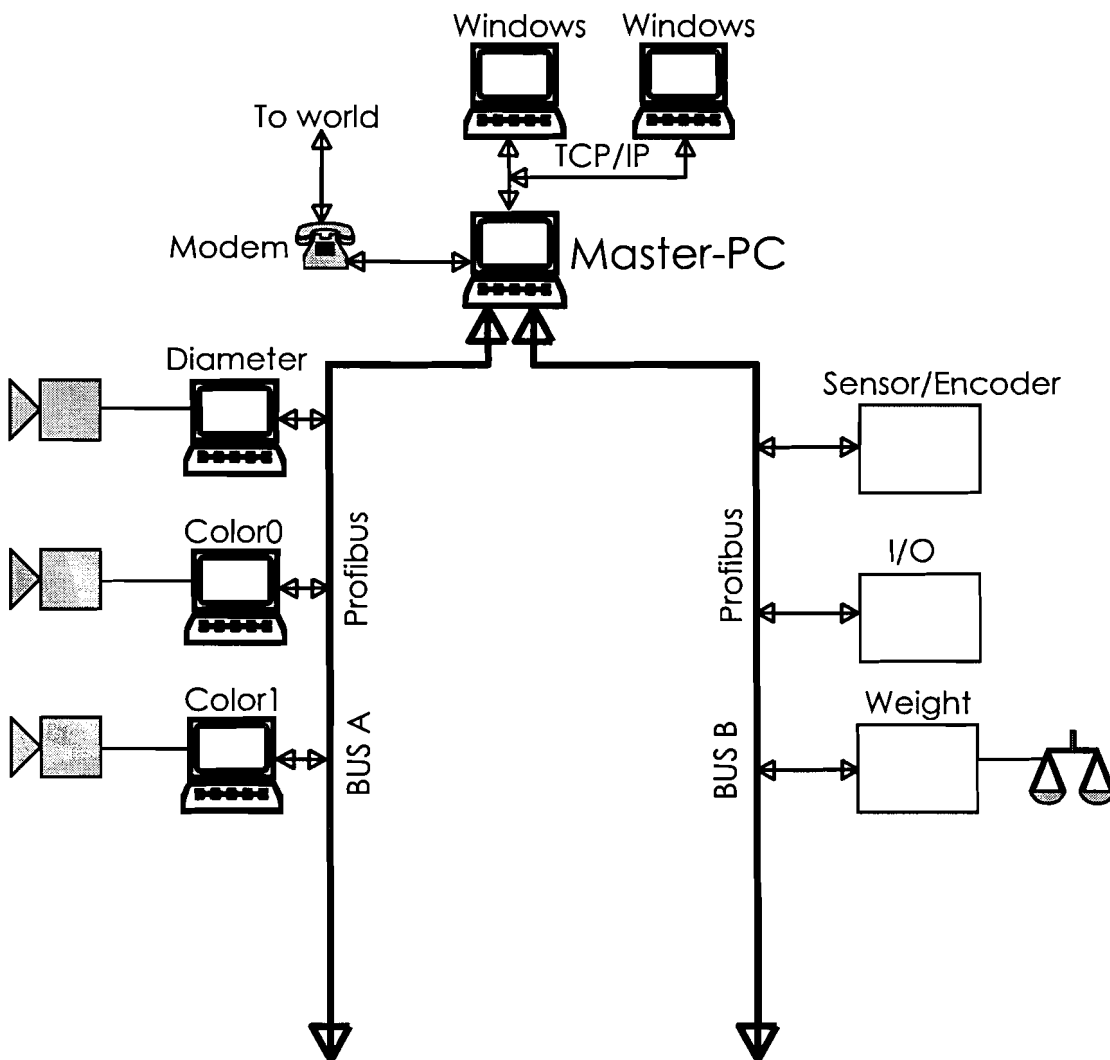 Windows
Windows
To world
TCP/IP
Modem
Master-PC
Diameter
Sensor/Encoder
Color0
Profibus
Profibus
I/O
Color1
BUS A
BUS B
Weight